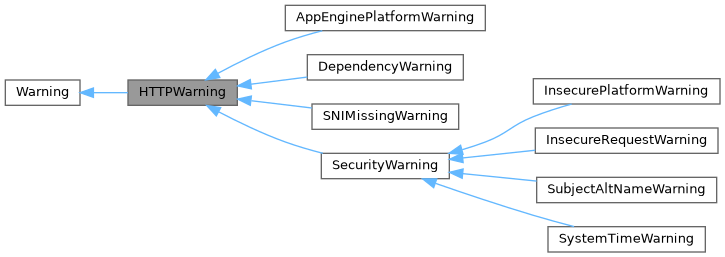 AppEnginePlatformWarning
DependencyWarning
InsecurePlatformWarning
Warning
HTTPWarning
SNIMissingWarning
InsecureRequestWarning
SecurityWarning
SubjectAltNameWarning
SystemTimeWarning